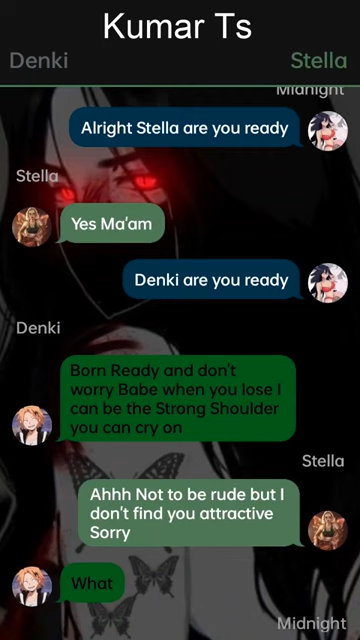 Kumar Ts
Denki
Stella
Midnight
Alright Stella are you ready
Stella
Yes Ma'am
Denki are you ready
Denki
Born Ready and don't
worry Babe when you lose I
can be the Strong Shoulder
you can cry on
Stella
Ahhh Not to be rude but I
don't find you attractive
Sorry
What
Midnight